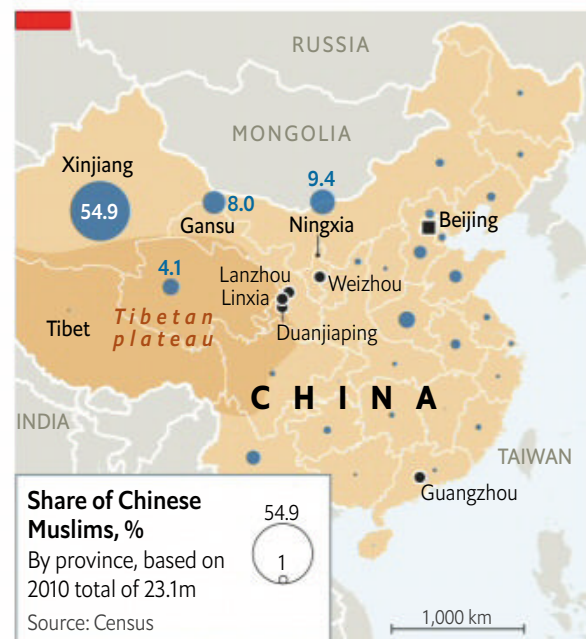 RUSSIA
MONGOLIA
Xinjiang
54.9
8.0
Gansu
9.4
Ningxia
Beijing
4.1
Lanzhou
Linxia
Weizhou
Tibet
Tibetan
plateau
Duanjiaping
CHINA
INDIA
TAIWAN
Guangzhou
Share of Chinese
Muslims, %
By province, based on
2010 total of 23.1m
Source: Census
54.9
1
1,000 km